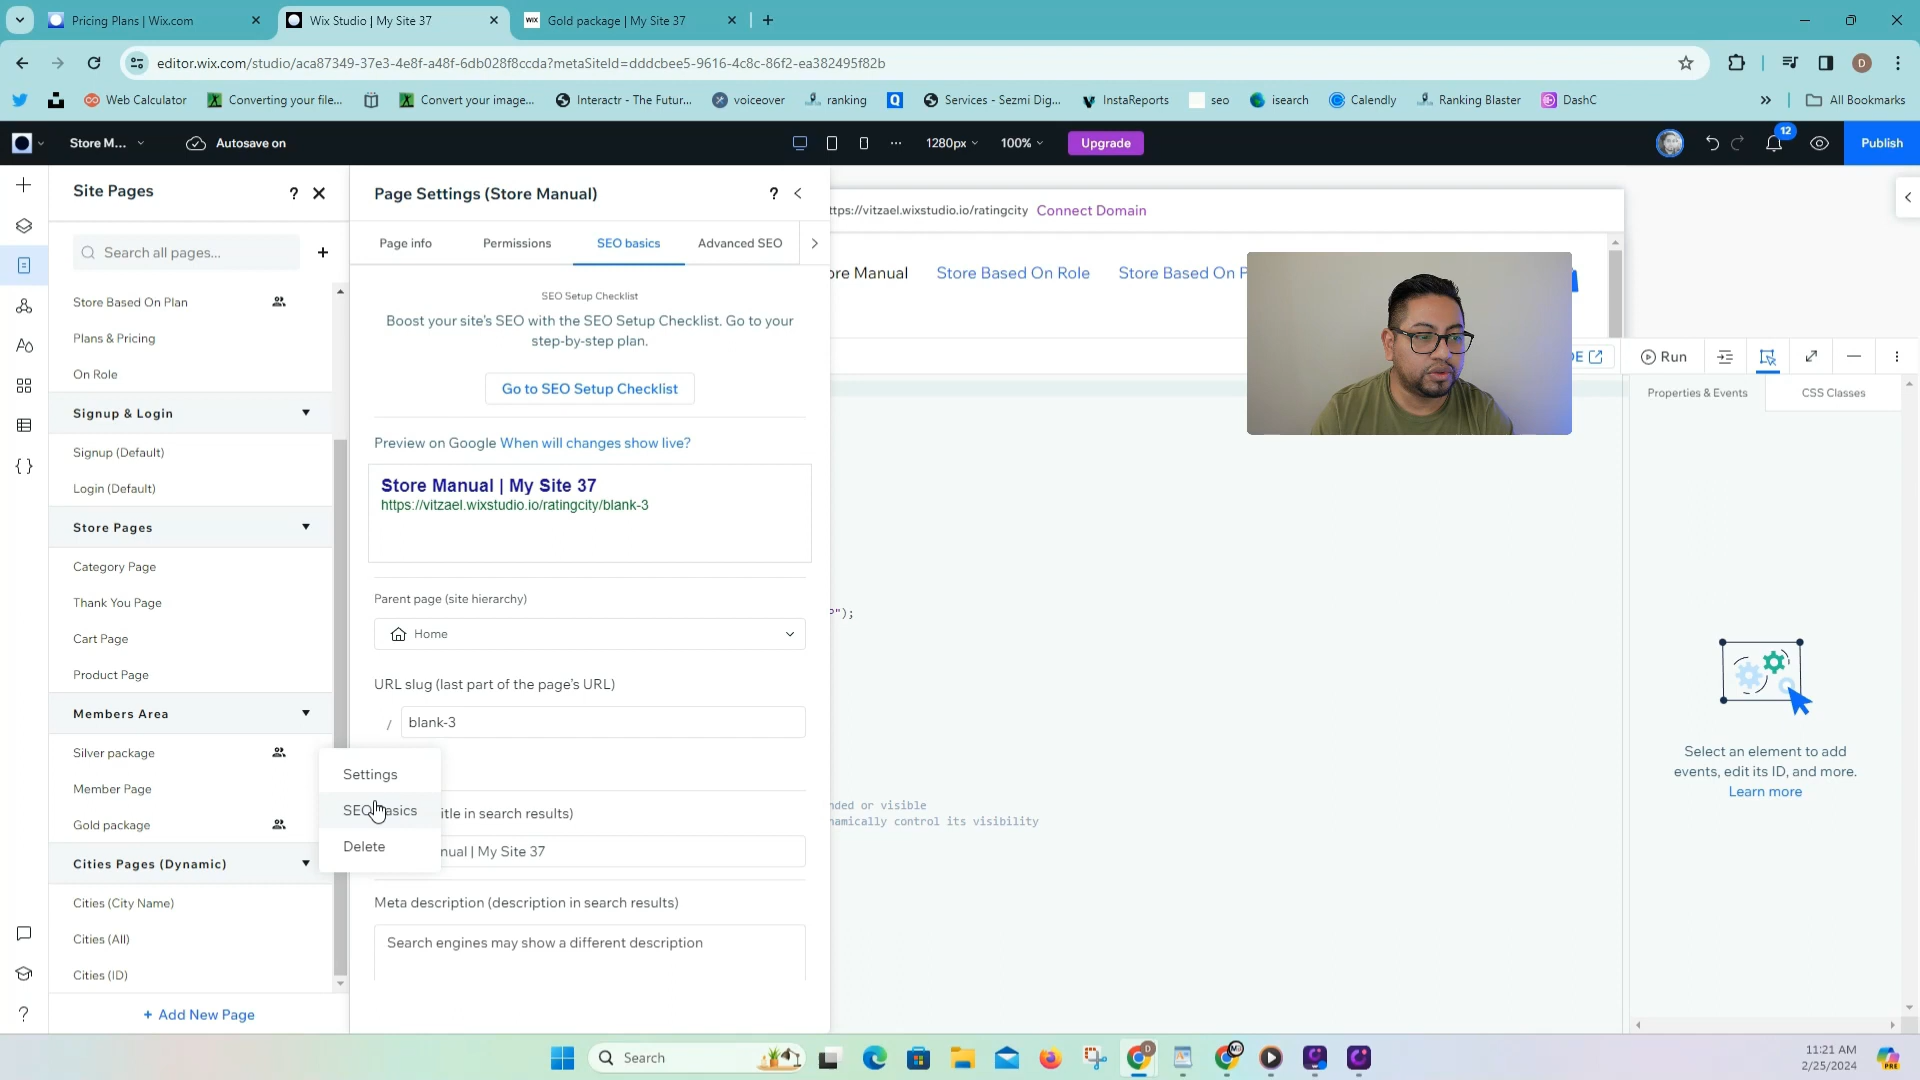 Pricing Plans | Wix.com
Wix Studio | My Site 37
WIX Gold package | My Site 37
editor.wix.com/studio/aca87349-37e3-4e8f-a48f-6db028f8ccda?metaSiteId=dddcbee5-9616-4c8c-86f2-ea382495f82b
D
Web Calculator
Converting your file...
Convert your image...
Interactr - The Futur...
voiceover
ranking
Services - Sezmi Dig...
InstaReports
seo
isearch
Calendly
Ranking Blaster
DashC
All Bookmarks
Store M...
Autosave on
1280px
100%
Upgrade
12
Publish
Site Pages
?
Search all pages...
Store Based On Plan
Plans & Pricing
On Role
Signup & Login
Signup (Default)
Login (Default)
Store Pages
Category Page
Thank You Page
Cart Page
Product Page
Members Area
Silver package
Member Page
Gold package
Cities Pages (Dynamic)
Cities (City Name)
Cities (All)
Cities (ID)
+ Add New Page
Page Settings (Store Manual)
?
Page info
Permissions
SEO basics
Advanced SEO
SEO Setup Checklist
Boost your site's SEO with the SEO Setup Checklist. Go to your
step-by-step plan.
Go to SEO Setup Checklist
Preview on Google When will changes show live?
Store Manual | My Site 37
https://vitzael.wixstudio.io/ratingcity/blank-3
Parent page (site hierarchy)
Home
URL slug (last part of the page's URL)
/ blank-3
Settings
SEO basics
Delete
itle in search results)
nual | My Site 37
Meta description (description in search results)
Search engines may show a different description
ttps://vitzael.wixstudio.io/ratingcity Connect Domain
ore Manual
Store Based On Role
Store Based On P
E
Run
Properties & Events
CSS Classes
P");
nded or visible
namically control its visibility
Select an element to add
events, edit its ID, and more.
Learn more
?
Search
11:21 AM
2/25/2024